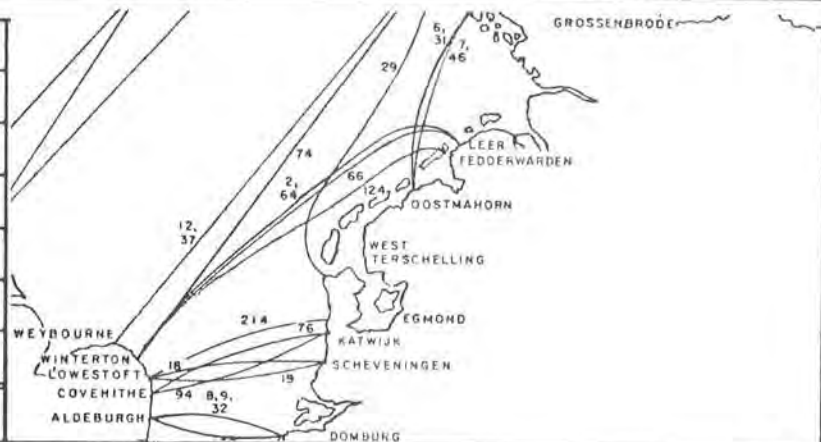 GROSSENBRODE
6,
31,
7,
46
29
LEER
FEDDERWARDEN
74
2,
64
66
124
OOSTMAHORN
12,
37
WEST
TERSCHELLING
214
76
EGMOND
WEYBOURNE
KATWIJK
WINTERTON
LOWESTOFT
18
SCHEVENINGEN
19
COVEHITHE
94
8,9,
32
ALDEBURGH
DOMBURG